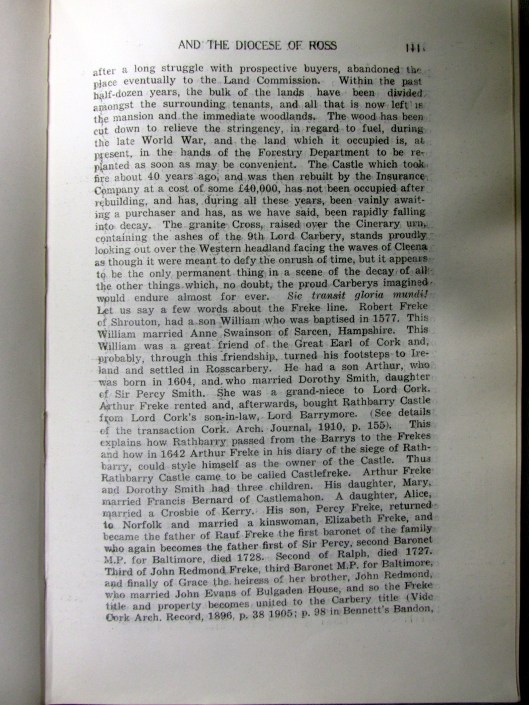 AND THE DIOCESE OF ROSS 141
after a long struggle with prospective buyers, abandoned the
place eventually to the Land Commission. Within the past
half-dozen years, the bulk of the lands have been divided
amongst the surrounding tenants, and all that is now left is
the mansion and the immediate woodlands. The wood has been
cut down to relieve the stringency, in regard to fuel, during
the late World War, and the land which it occupied is, at
present, in the hands of the Forestry Department to be re-
planted as soon as may be convenient. The Castle which took
fire about 40 years ago, and was then rebuilt by the Insurance
Company at a cost of some £40,000, has not been occupied after
rebuilding, and has, during all these years, been vainly await-
ing a purchaser and has, as we have said, been rapidly falling
into decay. The granite Cross, raised over the Cinerary urn,
containing the ashes of the 9th Lord Carbery, stands proudly
looking out over the Western headland facing the waves of Cleena
as though it were meant to defy the onrush of time, but it appears
to be the only permanent thing in a scene of the decay of all
the other things which, no doubt, the proud Carberys imagined
would endure almost for ever. Sic transit gloria mundi!
Let us say a few words about the Freke line. Robert Freke
of Shrouton, had a son William who was baptised in 1577. This
William married Anne Swainson of Sarcen, Hampshire. This
William was a great friend of the Great Earl of Cork and,
probably, through this friendship, turned his footsteps to Ire-
land and settled in Rosscarbery. He had a son Arthur, who
was born in 1604, and who married Dorothy Smith, daughter
of Sir Percy Smith. She was a grand-niece to Lord Cork.
Arthur Freke rented and, afterwards, bought Rathbarry Castle
from Lord Cork's son-in-law, Lord Barrymore. (See details
of the transaction Cork. Arch. Journal, 1910, p. 155). This
explains how Rathbarry passed from the Barrys to the Frekes
and how in 1642 Arthur Freke in his diary of the siege of Rath-
barry, could style himself as the owner of the Castle. Thus
Rathbarry Castle came to be called Castlefreke. Arthur Freke
and Dorothy Smith had three children. His daughter, Mary,
married Francis Bernard of Castlemahon. A daughter, Alice,
married a Crosbie of Kerry. His son, Percy Freke, returned
to Norfolk and married a kinswoman, Elizabeth Freke, and
became the father of Rauf Freke the first baronet of the family
who again becomes the father first of Sir Percy, second Baronet
M.P. for Baltimore, died 1728. Second of Ralph, died 1727.
Third of John Redmond Freke, third Baronet M.P. for Baltimore,
and finally of Grace the heiress of her brother, John Redmond,
who married John Evans of Bulgaden House, and so the Freke
title and property becomes united to the Carbery title (Vide
Cork Arch. Record, 1896, p. 38 1905; p. 98 in Bennett's Bandon,